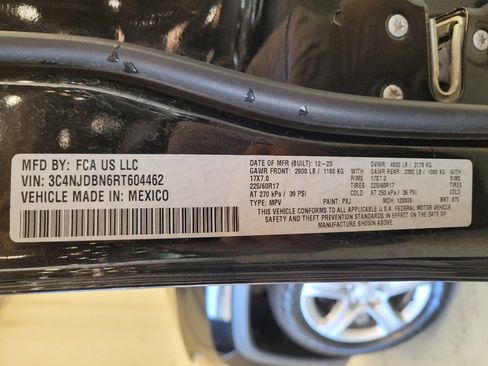 MFD BY: FCA US LLC
VIN: 3C4NJDBN6RT604462
VEHICLE MADE IN: MEXICO
DATE OF MFR (BUILT): 12-23 GVWR: 4800 LB / 2178 KG
GAWR FRONT: 2600 LB / 1180 KG WITH GAWR REAR: 2380 LB / 1080 KG WITH
17X7.0 RIMS 17X7.0 RIMS
225/60R17 TIRES 225/60R17 TIRES
AT 270 kPa / 39 PSI COLD AT 250 kPa / 36 PSI COLD
TYPE: MPV PAINT: PXJ MDH: 120808 MKT: 875
THIS VEHICLE CONFORMS TO ALL APPLICABLE U.S.A. FEDERAL MOTOR VEHICLE
SAFETY AND THEFT PREVENTION STANDARDS IN EFFECT ON THE DATE OF
MANUFACTURE SHOWN ABOVE.